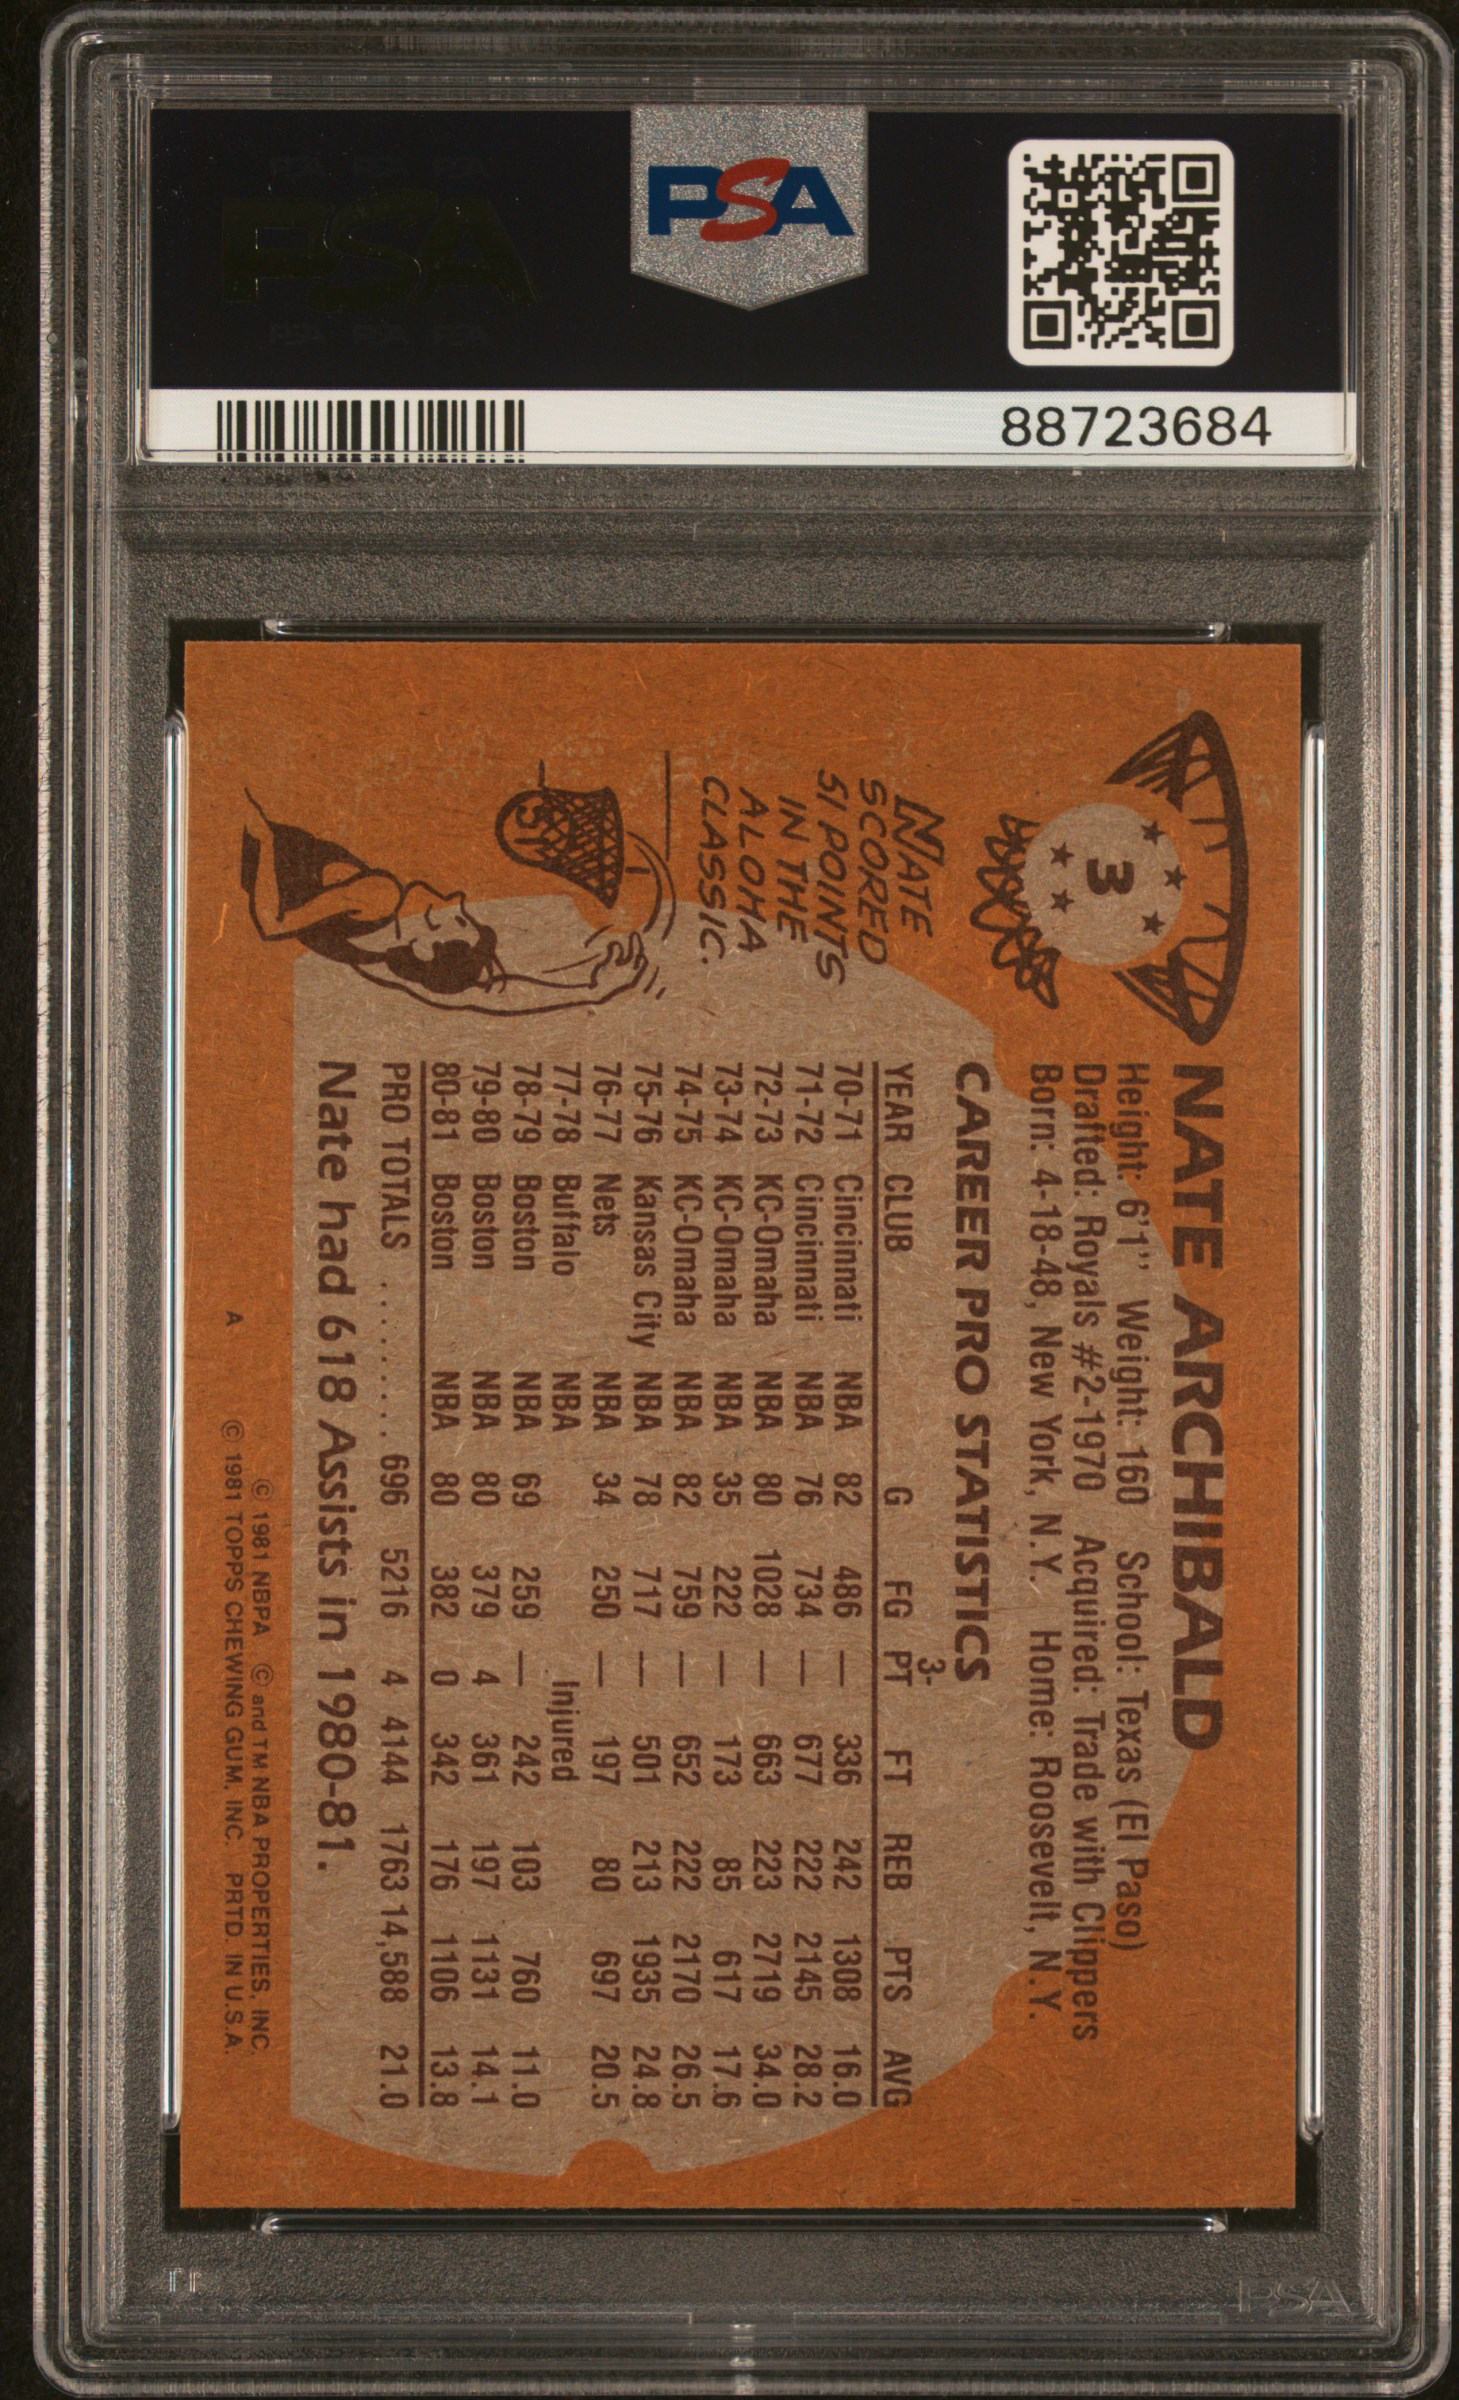 PSA
PSA
88723684
3
NATE ARCHIBALD
Height: 6'1" Weight: 160 School: Texas (El Paso)
Drafted: Royals #2-1970 Acquired: Trade with Clippers
Born: 4-18-48, New York, N.Y. Home: Roosevelt, N.Y.
CAREER PRO STATISTICS
YEAR CLUB G FG 3-PT FT REB PTS AVG
70-71 Cincinnati NBA 82 486 — 336 242 1308 16.0
71-72 Cincinnati NBA 76 734 — 677 222 2145 28.2
72-73 KC-Omaha NBA 80 1028 — 663 223 2719 34.0
73-74 KC-Omaha NBA 35 222 — 173 85 617 17.6
74-75 KC-Omaha NBA 82 759 — 652 222 2170 26.5
75-76 Kansas City NBA 78 717 — 501 213 1935 24.8
76-77 Nets NBA 34 250 — 197 80 697 20.5
77-78 Buffalo NBA Injured
78-79 Boston NBA 69 259 — 242 103 760 11.0
79-80 Boston NBA 80 379 4 361 197 1131 14.1
80-81 Boston NBA 80 382 0 342 176 1106 13.8
PRO TOTALS ........ 696 5216 4 4144 1763 14,588 21.0
Nate had 618 Assists in 1980-81.
NATE
SCORED
51 POINTS
IN THE
ALOHA
CLASSIC.
51
© 1981 NBPA © and TM NBA PROPERTIES, INC.
A © 1981 TOPPS CHEWING GUM, INC. PRTD. IN U.S.A.
PSA